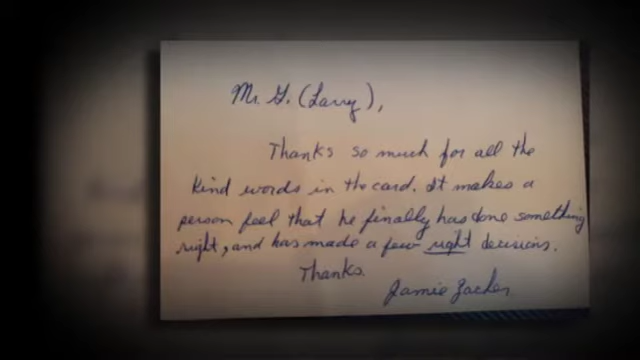 Mr. G. (Larry),
Thanks so much for all the
kind words in the card. It makes a
person feel that he finally has done something
right, and has made a few right decisions.
Thanks.
Jamie